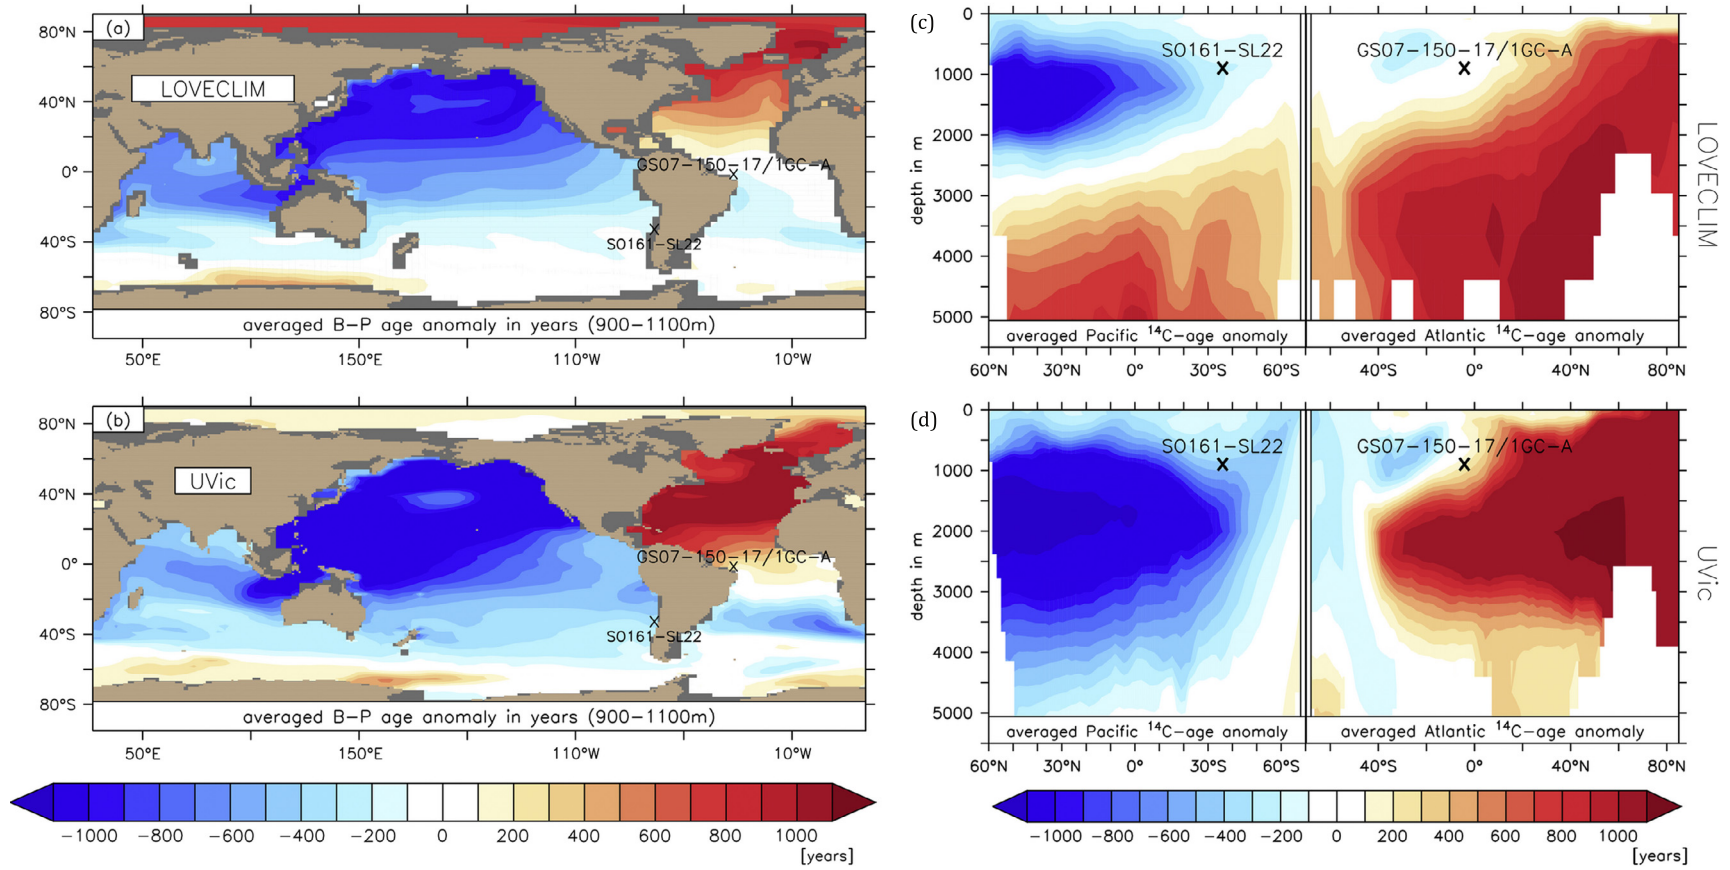 (a)
LOVECLIM
GS07-150-17/1GC-A
SO161-SL22
averaged B-P age anomaly in years (900-1100m)
80°N
40°N
0°
40°S
80°S
50°E
150°E
110°W
10°W
(b)
UVic
GS07-150-17/1GC-A
SO161-SL22
averaged B-P age anomaly in years (900-1100m)
80°N
40°N
0°
40°S
80°S
50°E
150°E
110°W
10°W
-1000 -800 -600 -400 -200 0 200 400 600 800 1000
[years]
(c)
SO161-SL22
GS07-150-17/1GC-A
0
1000
2000
3000
4000
5000
depth in m
averaged Pacific ¹⁴C-age anomaly
averaged Atlantic ¹⁴C-age anomaly
60°N 30°N 0° 30°S 60°S
40°S 0° 40°N 80°N
LOVECLIM
(d)
SO161-SL22
GS07-150-17/1GC-A
0
1000
2000
3000
4000
5000
depth in m
averaged Pacific ¹⁴C-age anomaly
averaged Atlantic ¹⁴C-age anomaly
60°N 30°N 0° 30°S 60°S
40°S 0° 40°N 80°N
UVic
-1000 -800 -600 -400 -200 0 200 400 600 800 1000
[years]